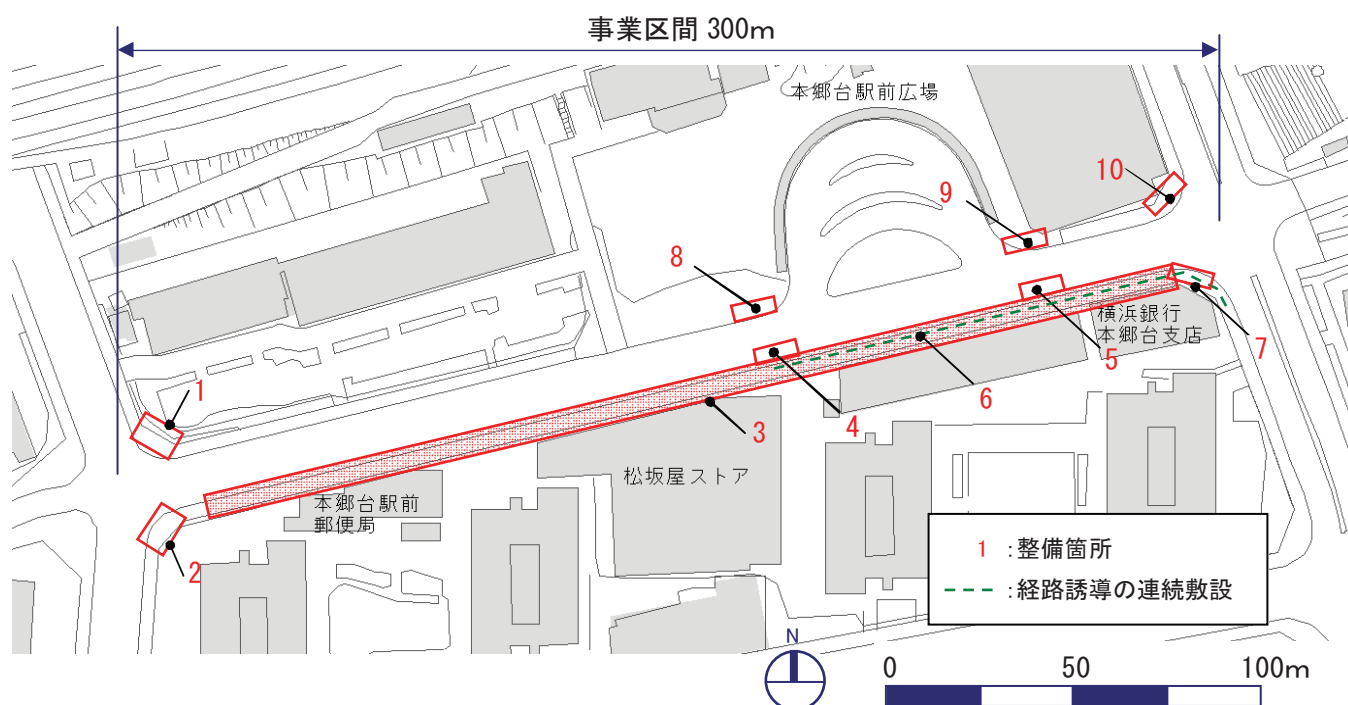 事業区間 300m
本郷台駅前広場
10
9
8
1
横浜銀行
本郷台支店
7
5
6
4
3
松坂屋ストア
本郷台駅前
郵便局
2
1 :整備箇所
:経路誘導の連続敷設
N
0 50 100m